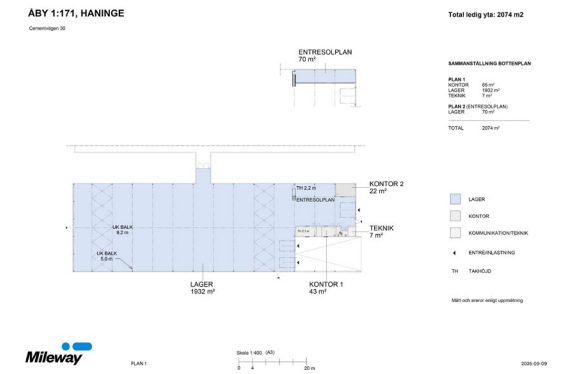 ÅBY 1:171, HANINGE
Cementvägen 30
Total ledig yta: 2074 m2
ENTRESOLPLAN
70 m²
SAMMANSTÄLLNING BOTTENPLAN
PLAN 1
KONTOR 65 m²
LAGER 1932 m²
TEKNIK 7 m²
PLAN 2 (ENTRESOLPLAN)
LAGER 70 m²
TOTAL 2074 m²
TH 2,2 m
ENTRESOLPLAN
KONTOR 2
22 m²
UK BALK
8,2 m
TEKNIK
7 m²
UK BALK
5,8 m
LAGER
1932 m²
KONTOR 1
43 m²
LAGER
KONTOR
KOMMUNIKATION/TEKNIK
ENTRE/INLASTNING
TH TAKHÖJD
Mått och areor enligt uppmätning
Mileway
PLAN 1
Skala 1:400 (A3)
0 4 20 m
2025-09-09